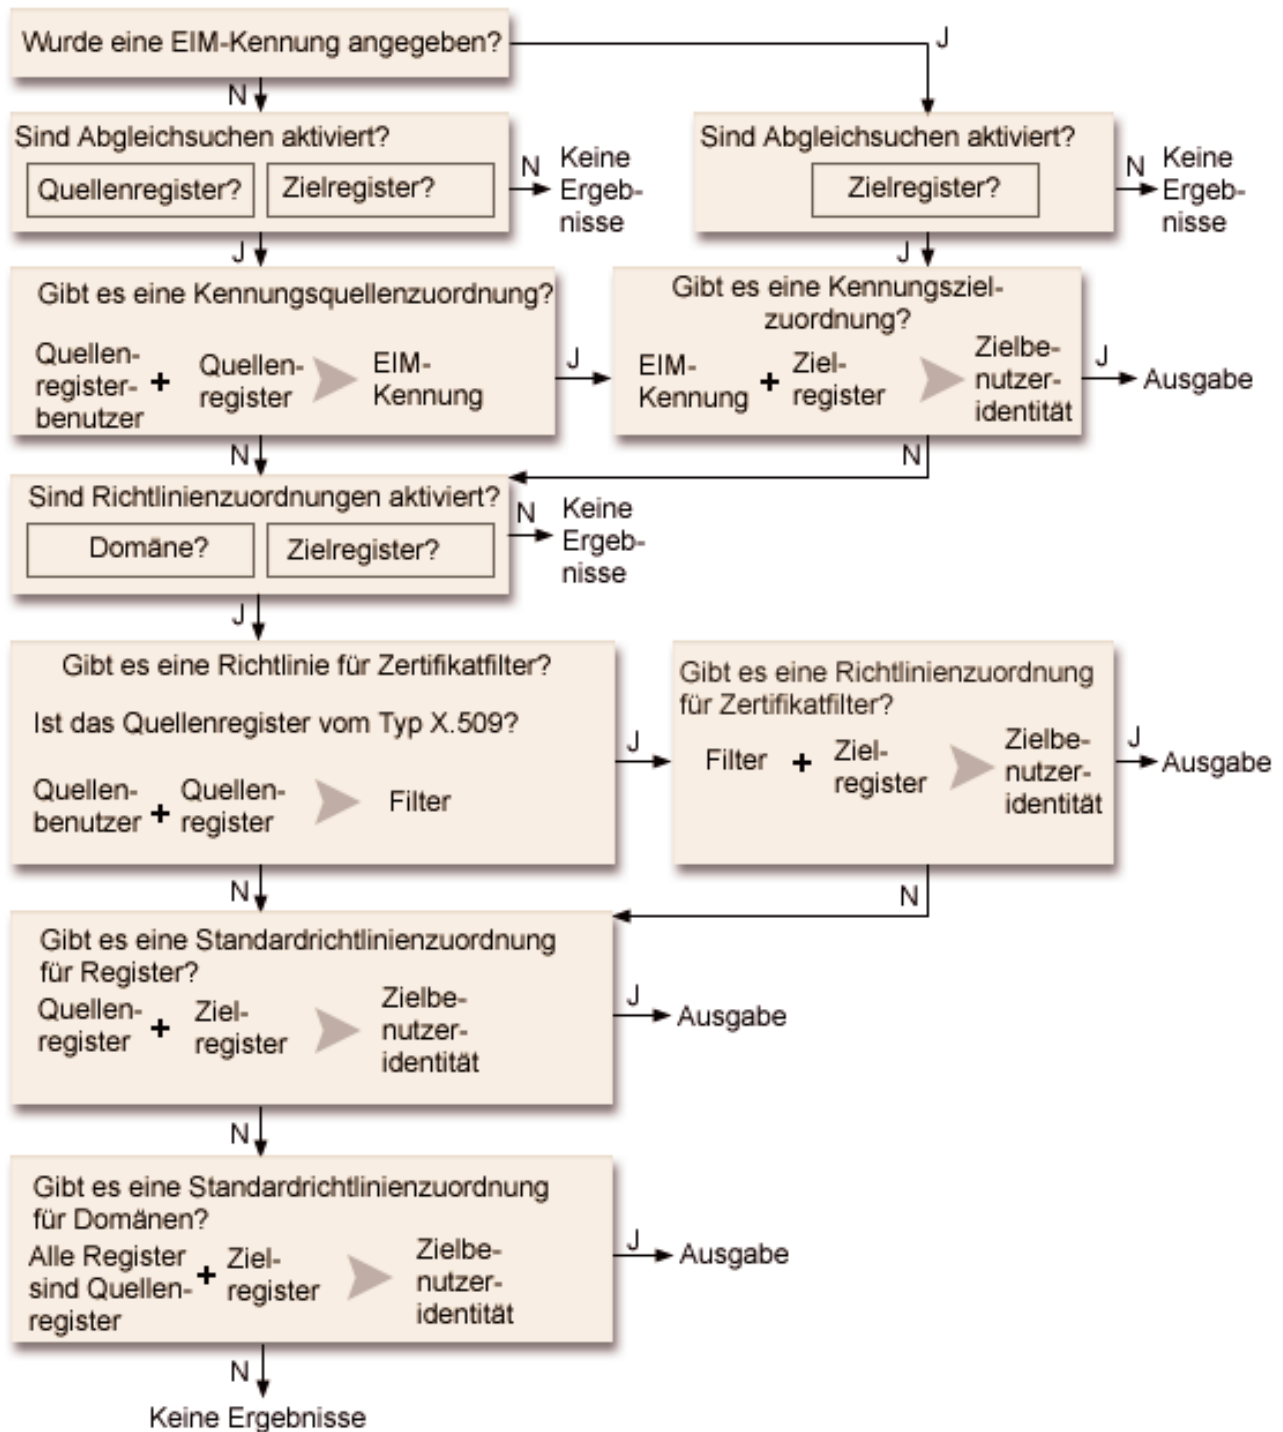 Wurde eine EIM-Kennung angegeben?
J
N
Sind Abgleichsuchen aktiviert?
Quellenregister?
Zielregister?
N
Keine
Ergeb-
nisse
Sind Abgleichsuchen aktiviert?
Zielregister?
N
Keine
Ergeb-
nisse
J
J
Gibt es eine Kennungsquellenzuordnung?
Quellen-
register-
benutzer
+
Quellen-
register
EIM-
Kennung
J
Gibt es eine Kennungsziel-
zuordnung?
EIM-
Kennung
+
Ziel-
register
Zielbe-
nutzer-
identität
J
Ausgabe
N
N
Sind Richtlinienzuordnungen aktiviert?
Domäne?
Zielregister?
N
Keine
Ergeb-
nisse
J
Gibt es eine Richtlinie für Zertifikatfilter?
Ist das Quellenregister vom Typ X.509?
Quellen-
benutzer
+
Quellen-
register
Filter
J
Gibt es eine Richtlinienzuordnung
für Zertifikatfilter?
Filter
+
Ziel-
register
Zielbe-
nutzer-
identität
J
Ausgabe
N
N
Gibt es eine Standardrichtlinienzuordnung
für Register?
Quellen-
register
+
Ziel-
register
Zielbe-
nutzer-
identität
J
Ausgabe
N
Gibt es eine Standardrichtlinienzuordnung
für Domänen?
Alle Register
sind Quellen-
register
+
Ziel-
register
Zielbe-
nutzer-
identität
J
Ausgabe
N
Keine Ergebnisse